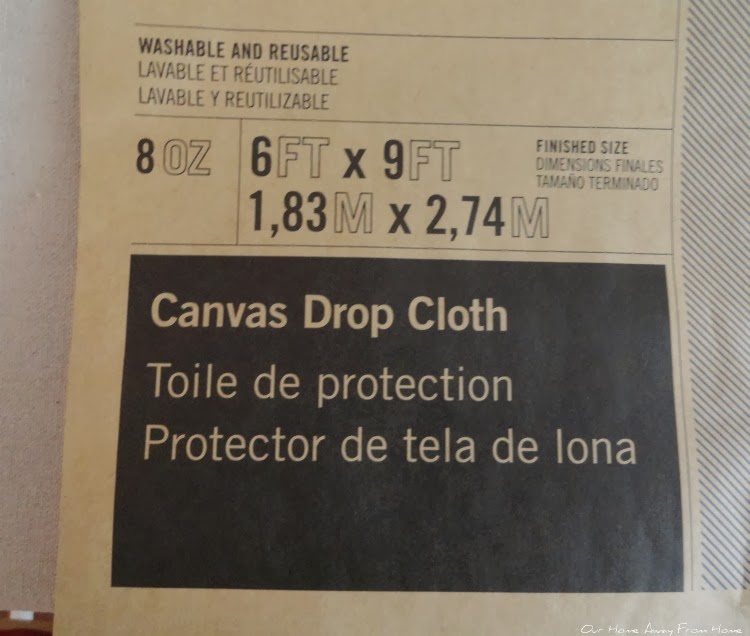 WASHABLE AND REUSABLE
LAVABLE ET RÉUTILISABLE
LAVABLE Y REUTILIZABLE
8 OZ
6FT x 9FT
1,83M x 2,74M
FINISHED SIZE
DIMENSIONS FINALES
TAMAÑO TERMINADO
Canvas Drop Cloth
Toile de protection
Protector de tela de lona
Our Home Away From Home